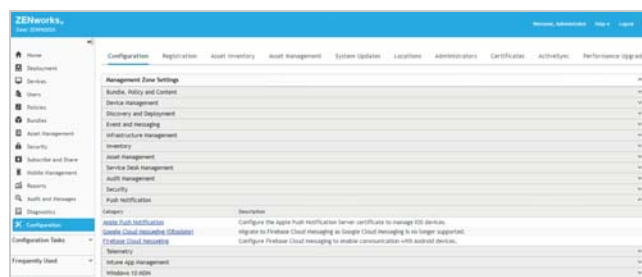 ZENworks.
Welcome, Administrator Help Logout
Configuration Registration Asset Inventory Asset Management System Updates Locations Administrators Certificates ActiveSync Performance Upgrade
Home
Deployment
Devices
Users
Policies
Bundles
Asset Management
Security
Subscribe and Share
Mobile Management
Reports
Audit and Messages
Diagnostics
Configuration
Configuration Tasks
Frequently Used
Management Zone Settings
Bundle, Policy and Content
Device Management
Discovery and Deployment
Event and Messaging
Infrastructure Management
Inventory
Asset Management
Service Desk Management
Audit Management
Security
Push Notification
Category Description
Apple Push Notification Configure the Apple Push Notification Server certificate to manage iOS devices.
Google Cloud Messaging (Obsolete) Migrate to Firebase Cloud Messaging as Google Cloud Messaging is no longer supported.
Firebase Cloud Messaging Configure Firebase Cloud Messaging to enable communication with Android devices.
Telemetry
Intune App Management
Windows 10 MDM